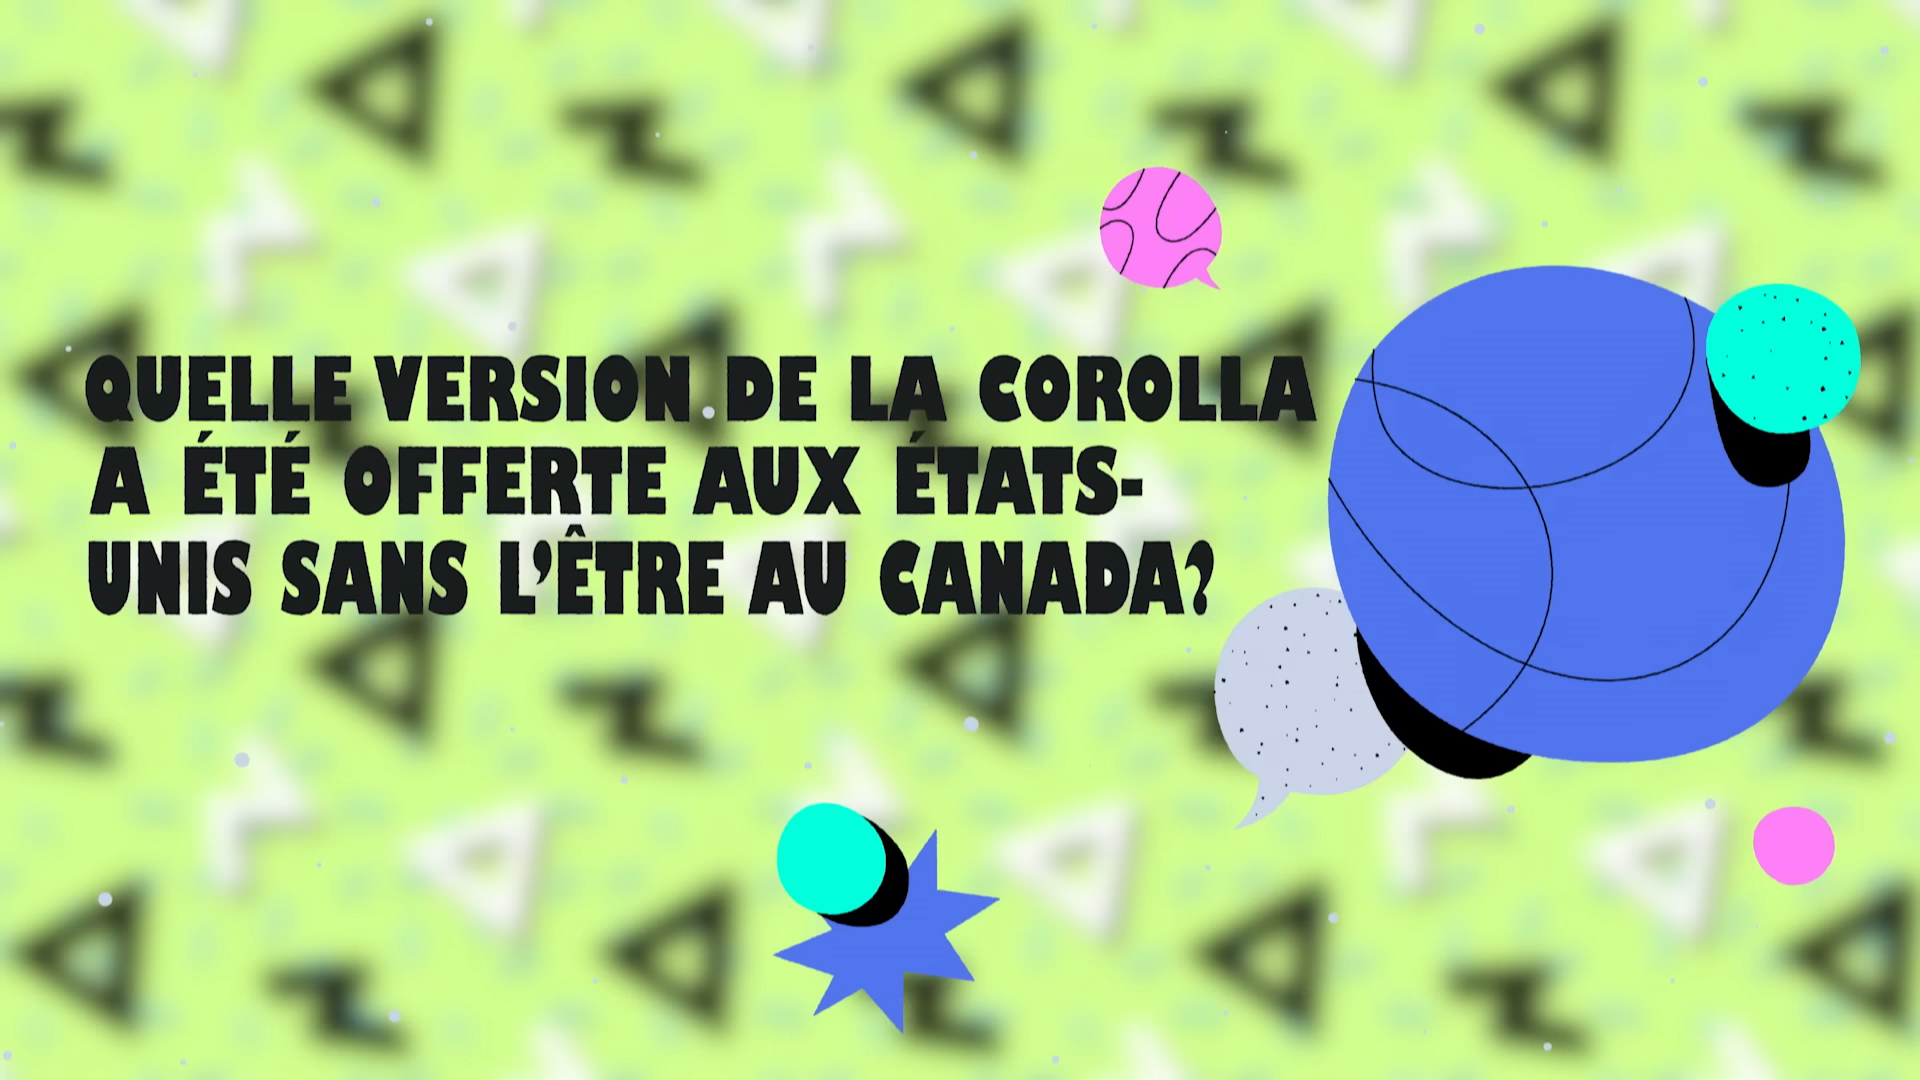 QUELLE VERSION DE LA COROLLA
A ÉTÉ OFFERTE AUX ÉTATS-
UNIS SANS L'ÊTRE AU CANADA?